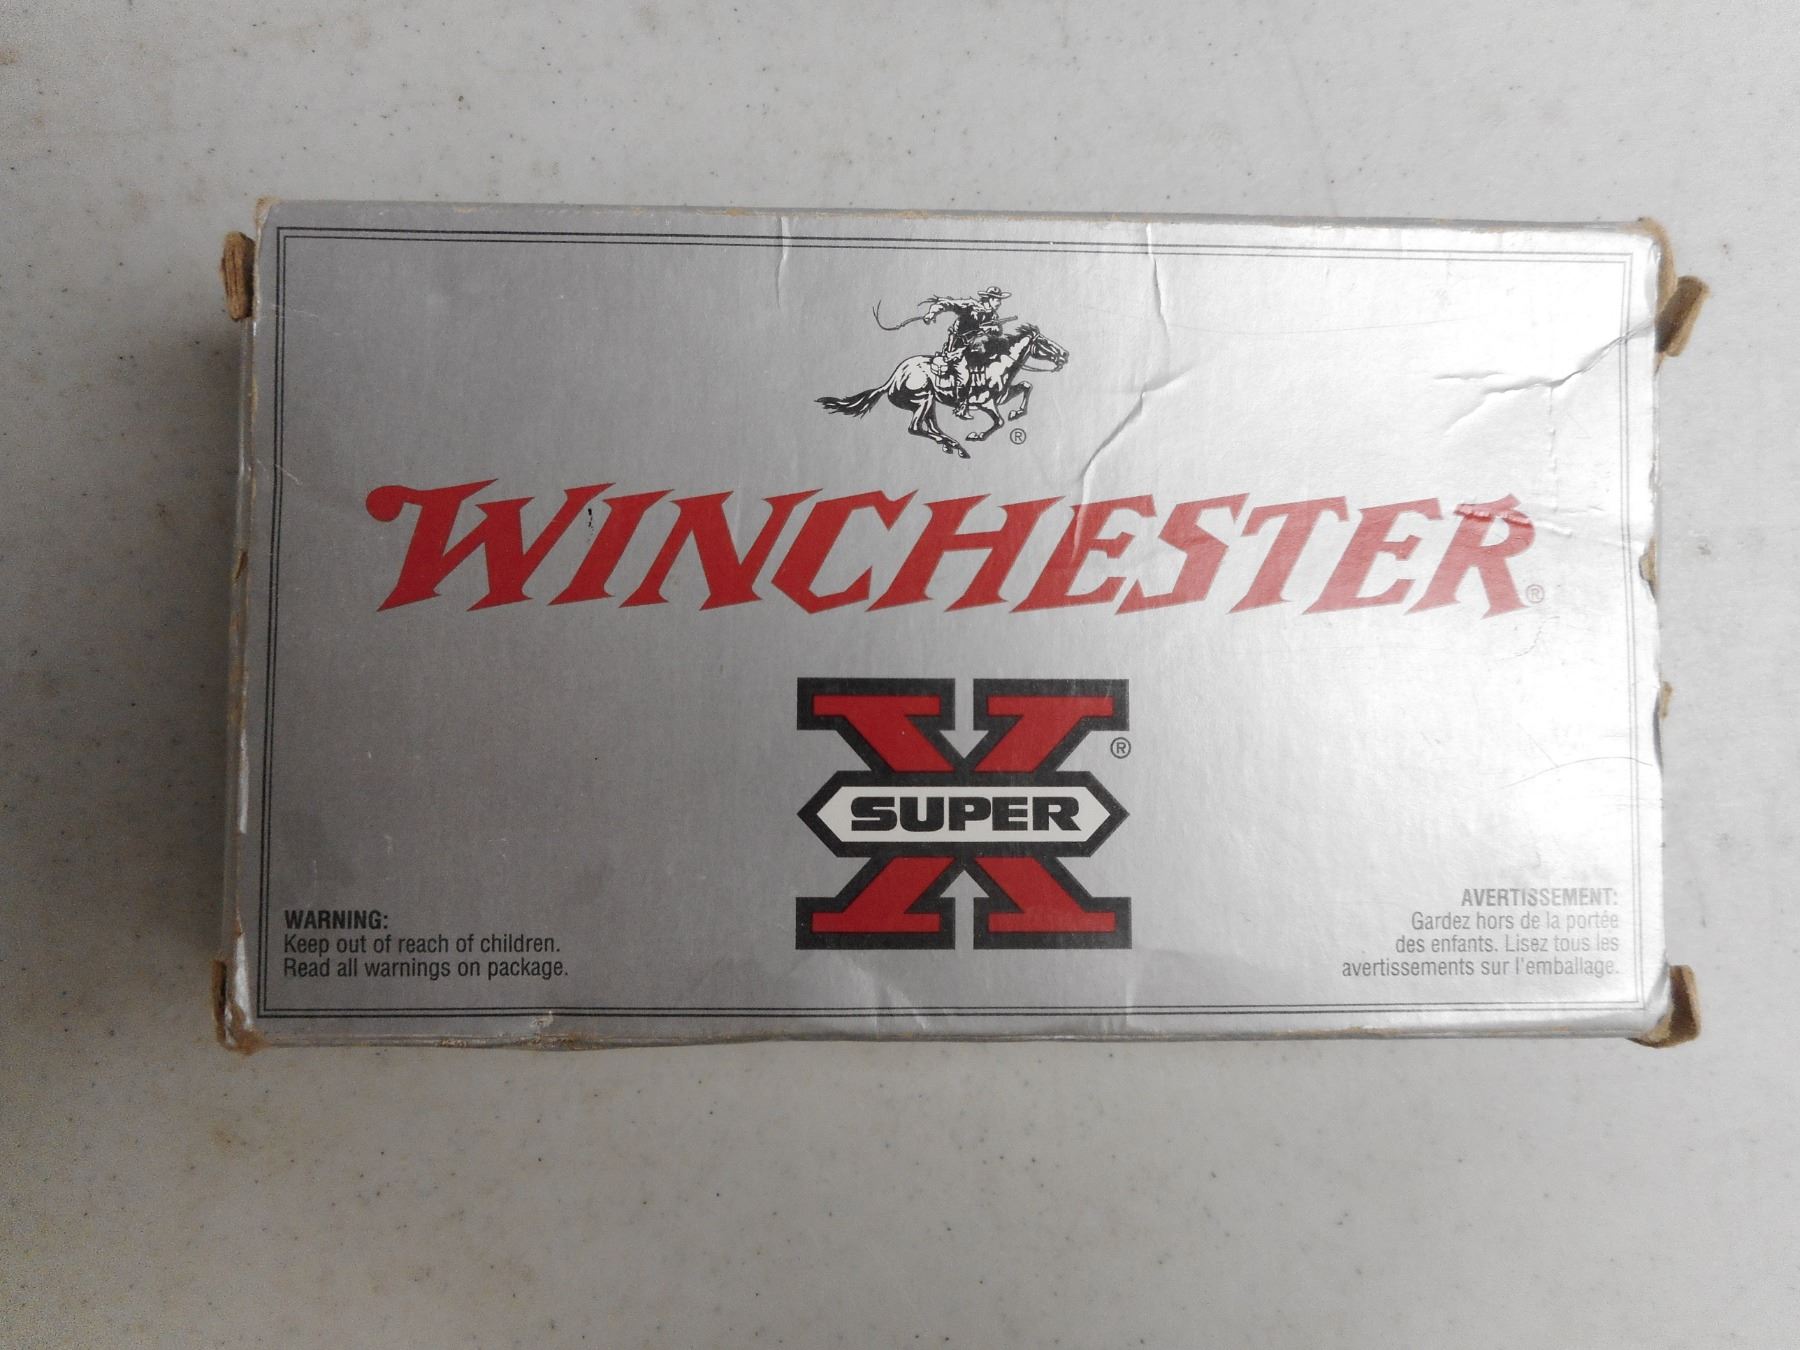 ®
WINCHESTER®
®
SUPER
X
WARNING:
Keep out of reach of children.
Read all warnings on package.
AVERTISSEMENT:
Gardez hors de la portée
des enfants. Lisez tous les
avertissements sur l'emballage.